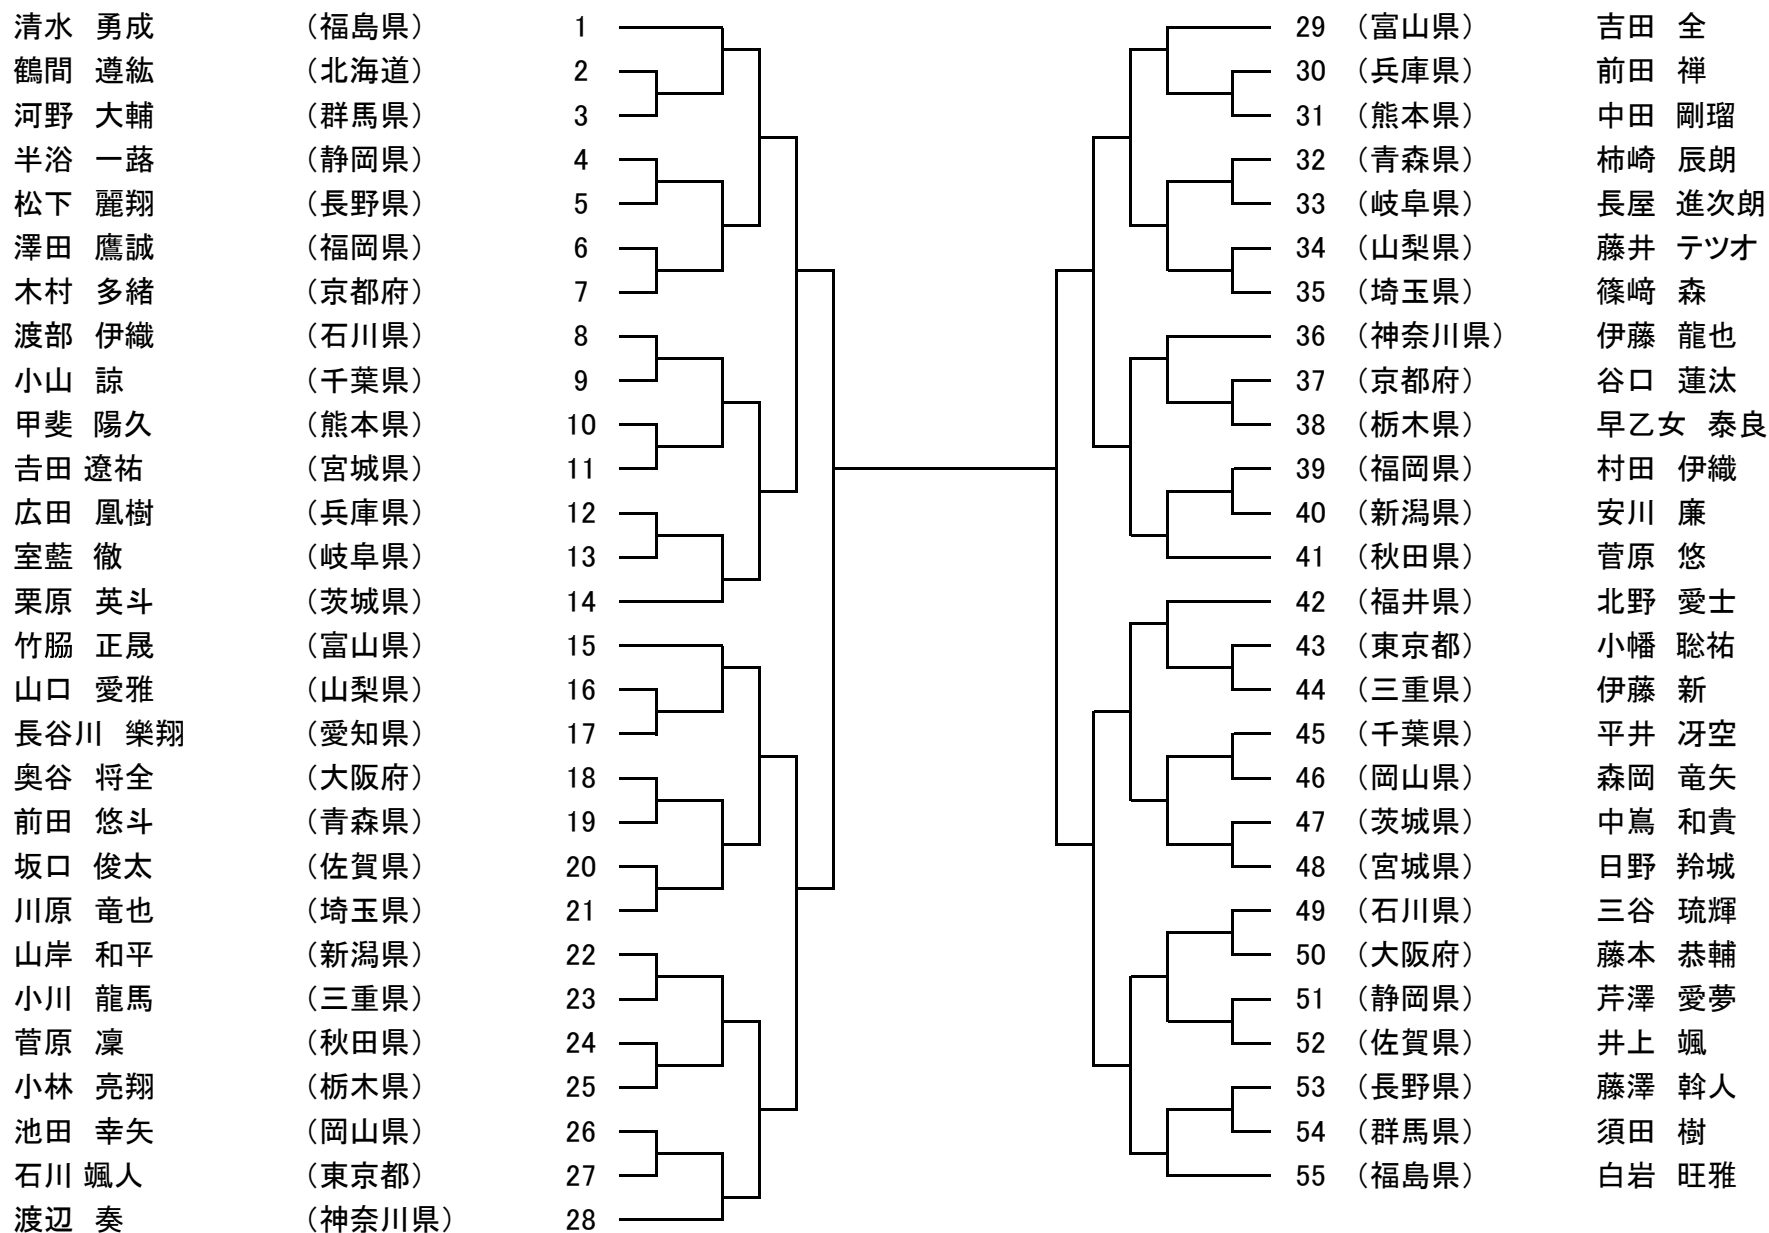 清水　勇成 （福島県） 1
鶴間　遵紘 （北海道） 2
河野　大輔 （群馬県） 3
半浴　一蕗 （静岡県） 4
松下　麗翔 （長野県） 5
澤田　鷹誠 （福岡県） 6
木村　多緒 （京都府） 7
渡部　伊織 （石川県） 8
小山　諒 （千葉県） 9
甲斐　陽久 （熊本県） 10
𠮷田 遼祐 （宮城県） 11
広田　凰樹 （兵庫県） 12
室藍　徹 （岐阜県） 13
栗原　英斗 （茨城県） 14
竹脇　正晟 （富山県） 15
山口　愛雅 （山梨県） 16
長谷川　樂翔 （愛知県） 17
奥谷　将全 （大阪府） 18
前田　悠斗 （青森県） 19
坂口　俊太 （佐賀県） 20
川原　竜也 （埼玉県） 21
山岸　和平 （新潟県） 22
小川　龍馬 （三重県） 23
菅原　凜 （秋田県） 24
小林　亮翔 （栃木県） 25
池田　幸矢 （岡山県） 26
石川 颯人 （東京都） 27
渡辺　奏 （神奈川県） 28
29 （富山県） 吉田　全
30 （兵庫県） 前田　禅
31 （熊本県） 中田　剛瑠
32 （青森県） 柿崎　辰朗
33 （岐阜県） 長屋　進次朗
34 （山梨県） 藤井　テツオ
35 （埼玉県） 篠﨑　森
36 （神奈川県） 伊藤　龍也
37 （京都府） 谷口　蓮汰
38 （栃木県） 早乙女　泰良
39 （福岡県） 村田　伊織
40 （新潟県） 安川　廉
41 （秋田県） 菅原　悠
42 （福井県） 北野　愛士
43 （東京都） 小幡　聡祐
44 （三重県） 伊藤　新
45 （千葉県） 平井　冴空
46 （岡山県） 森岡　竜矢
47 （茨城県） 中嶌　和貴
48 （宮城県） 日野　羚城
49 （石川県） 三谷　琉輝
50 （大阪府） 藤本　恭輔
51 （静岡県） 芹澤　愛夢
52 （佐賀県） 井上　颯
53 （長野県） 藤澤　幹人
54 （群馬県） 須田　樹
55 （福島県） 白岩　旺雅